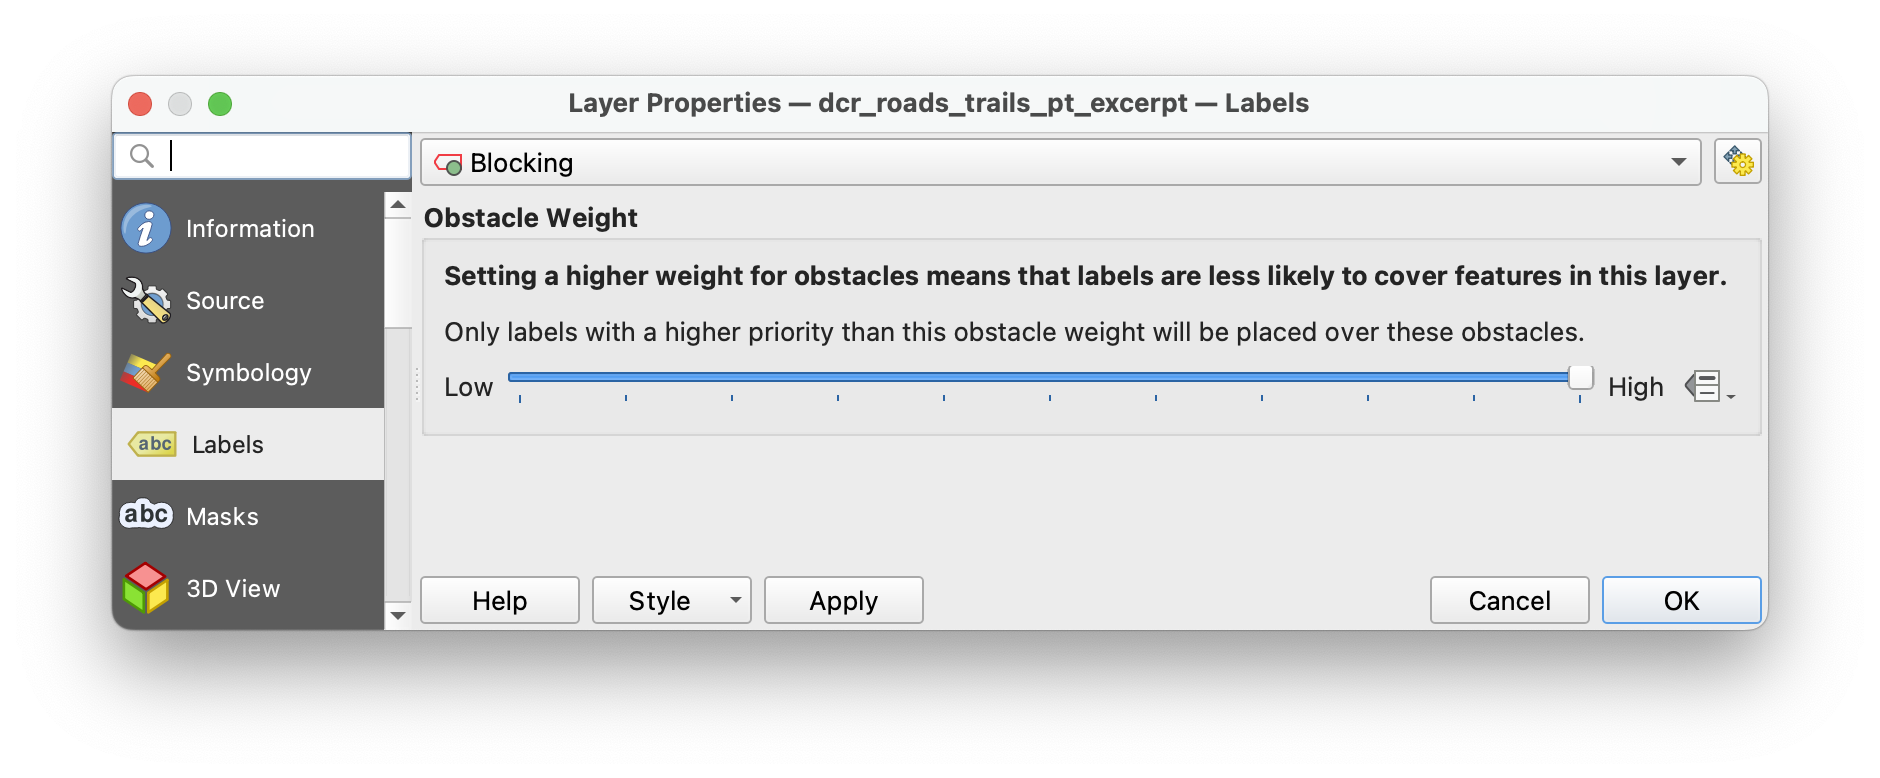 Layer Properties — dcr_roads_trails_pt_excerpt — Labels
Blocking
Information
Source
Symbology
abc Labels
abc Masks
3D View
Obstacle Weight
Setting a higher weight for obstacles means that labels are less likely to cover features in this layer.
Only labels with a higher priority than this obstacle weight will be placed over these obstacles.
Low High
Help Style Apply Cancel OK